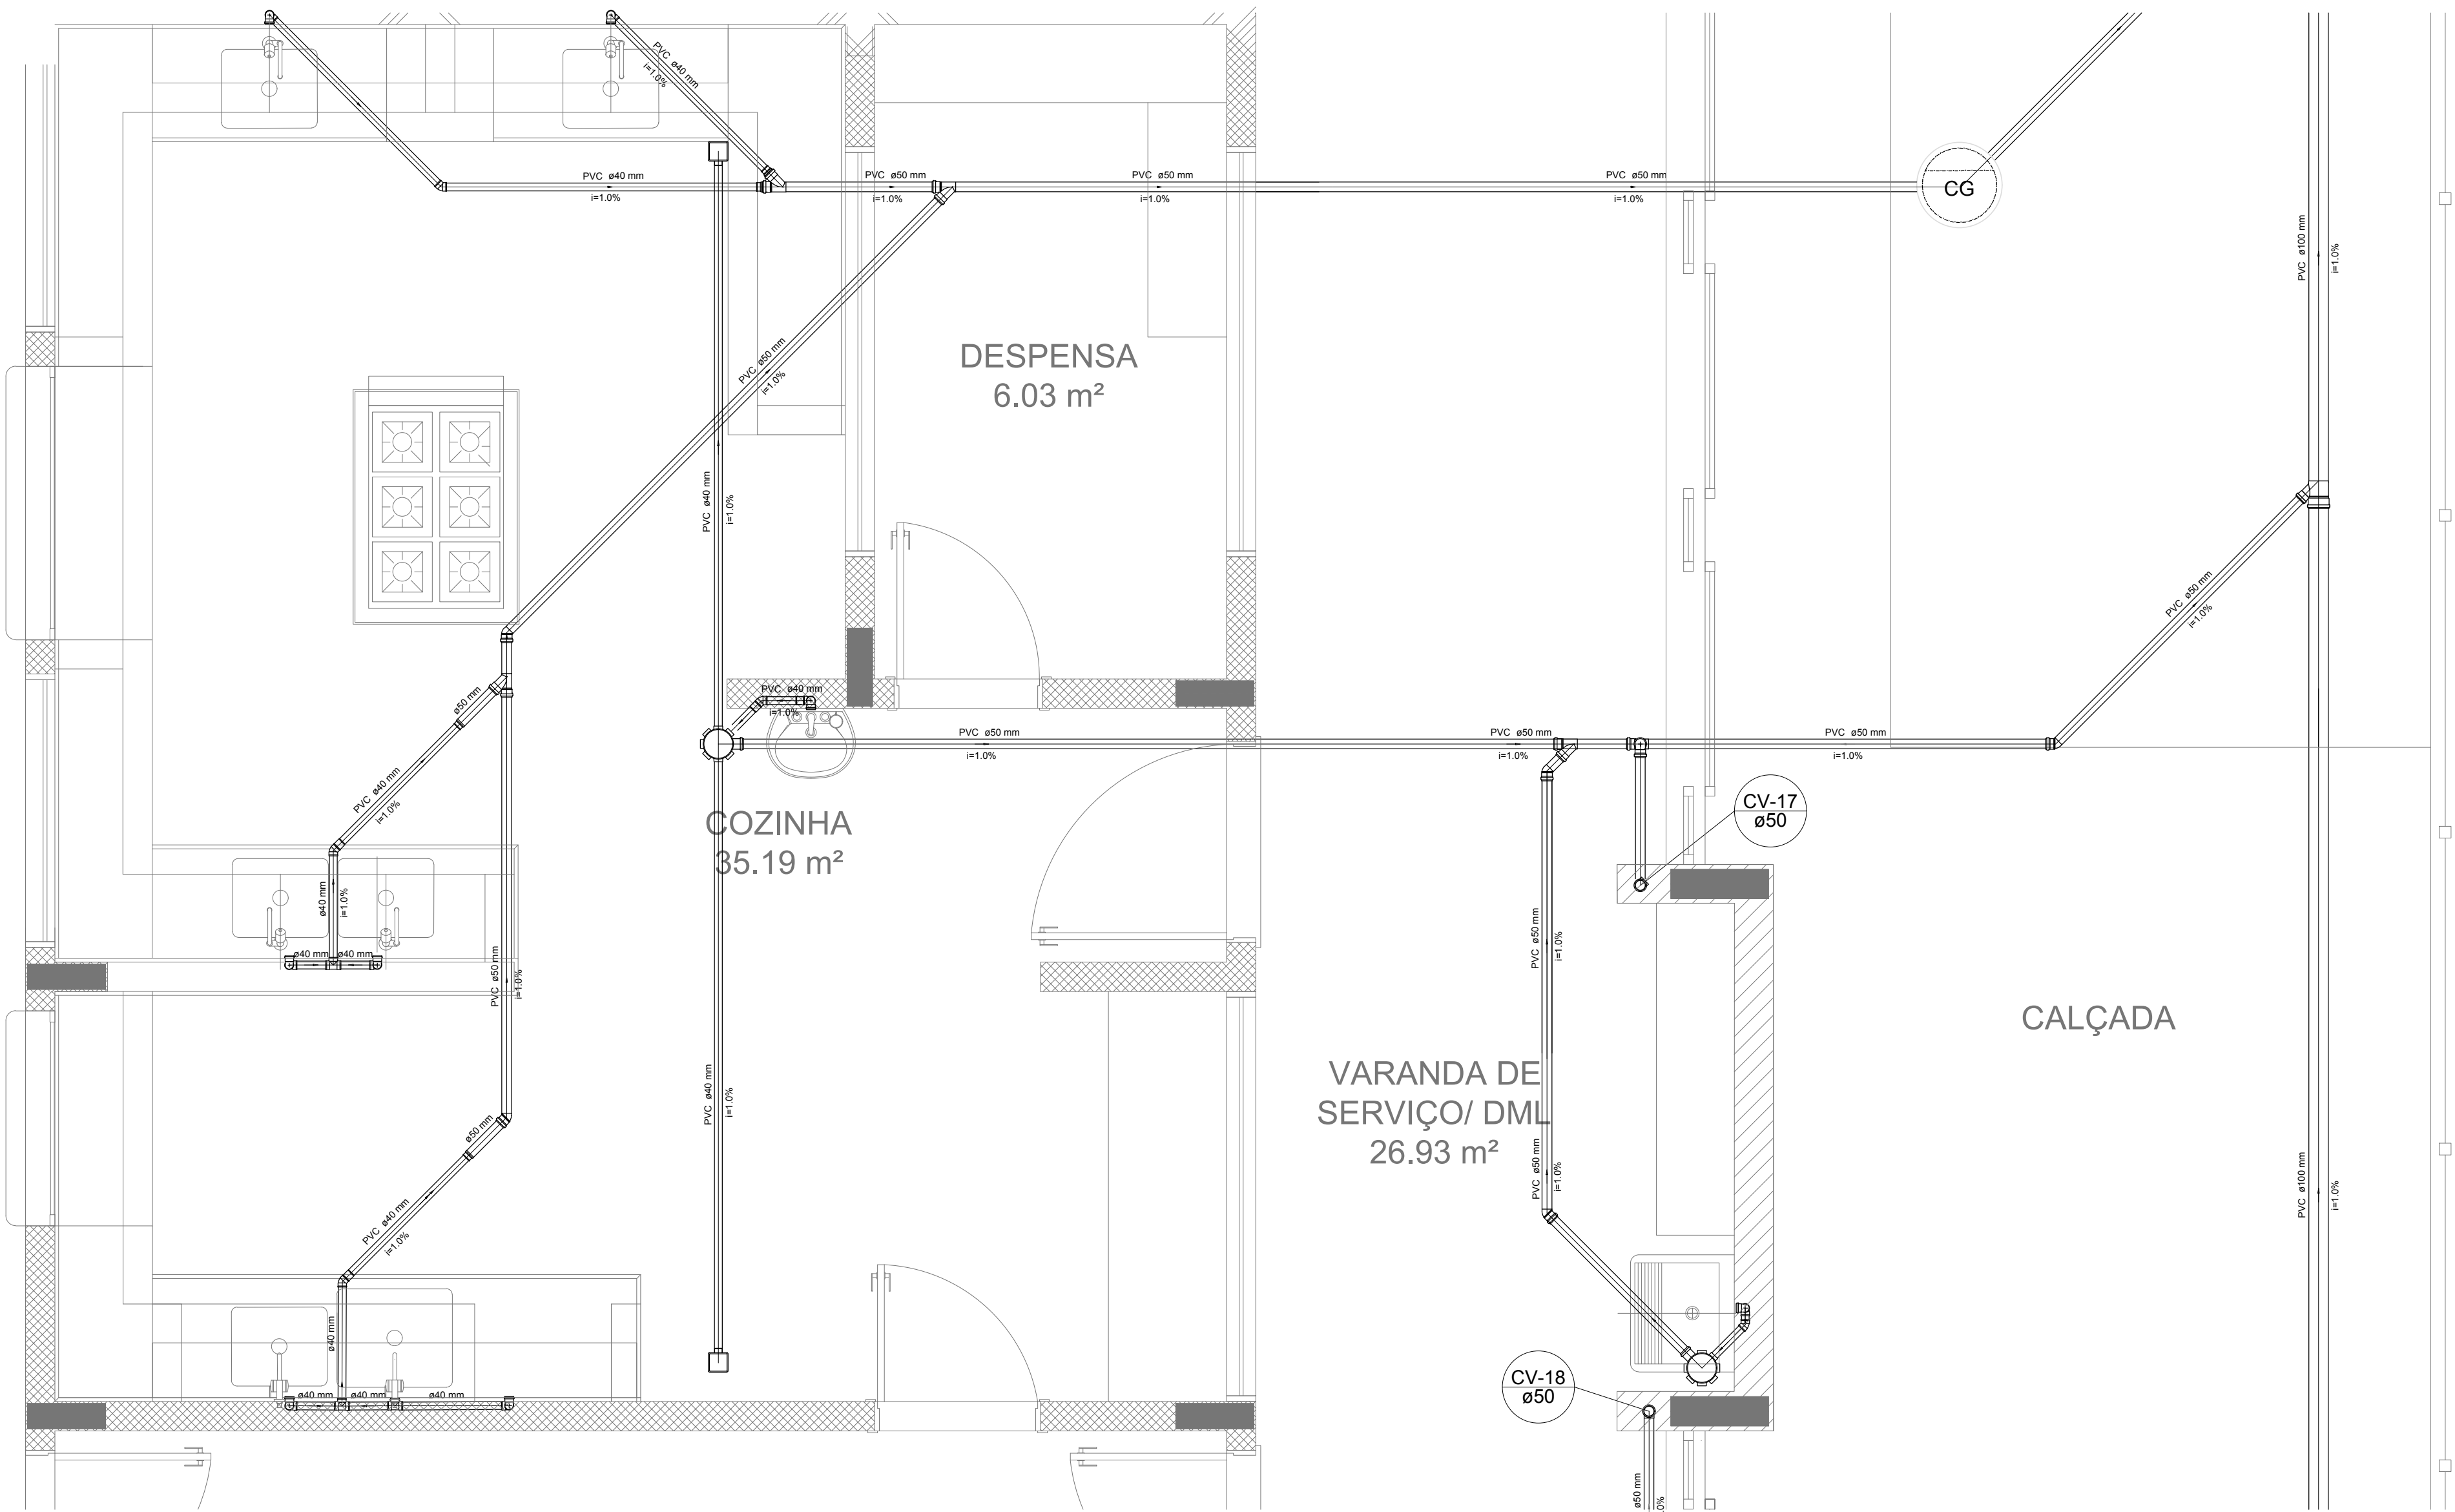 PVC ø40 mm
i=1.0%
PVC ø40 mm
i=1.0%
PVC ø50 mm
i=1.0%
PVC ø50 mm
i=1.0%
PVC ø50 mm
i=1.0%
CG
PVC ø100 mm
i=1.0%
PVC ø50 mm
i=1.0%
DESPENSA
6.03 m²
PVC ø40 mm
i=1.0%
PVC ø50 mm
i=1.0%
ø50 mm
PVC ø40 mm
i=1.0%
PVC ø50 mm
i=1.0%
PVC ø50 mm
i=1.0%
PVC ø50 mm
i=1.0%
PVC ø40 mm
i=1.0%
CV-17
ø50
COZINHA
35.19 m²
ø40 mm
i=1.0%
ø40 mm
ø40 mm
PVC ø50 mm
i=1.0%
PVC ø50 mm
i=1.0%
CALÇADA
VARANDA DE
SERVIÇO/ DML
26.93 m²
PVC ø40 mm
i=1.0%
ø50 mm
PVC ø50 mm
i=1.0%
PVC ø100 mm
i=1.0%
PVC ø40 mm
i=1.0%
ø40 mm
ø40 mm
ø40 mm
ø40 mm
CV-18
ø50
ø50 mm
.0%